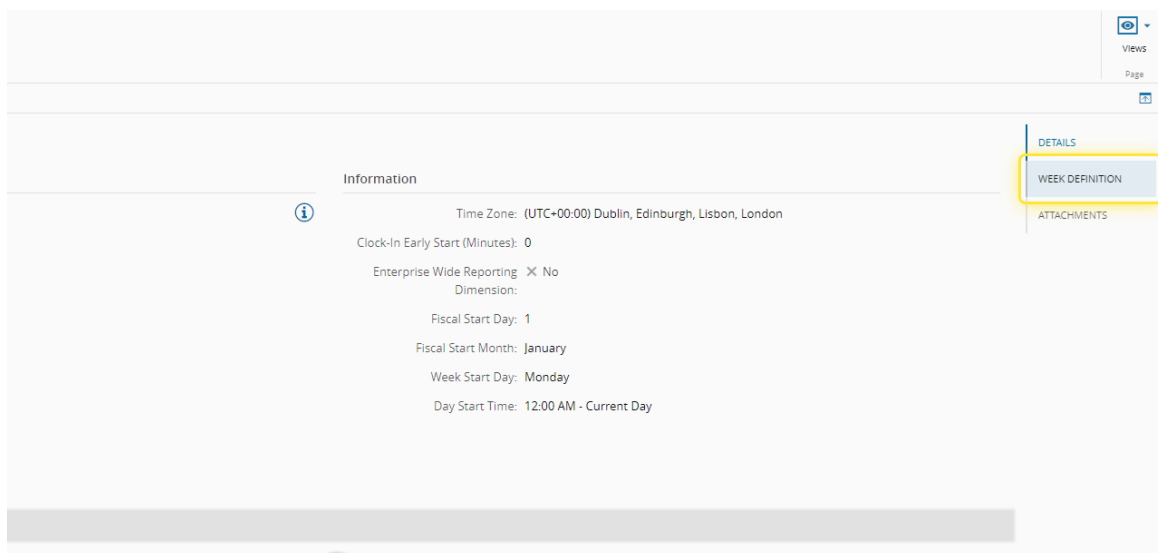 Views
Page
DETAILS
Information
WEEK DEFINITION
Time Zone: (UTC+00:00) Dublin, Edinburgh, Lisbon, London
ATTACHMENTS
Clock-In Early Start (Minutes): 0
Enterprise Wide Reporting Dimension: No
Fiscal Start Day: 1
Fiscal Start Month: January
Week Start Day: Monday
Day Start Time: 12:00 AM - Current Day